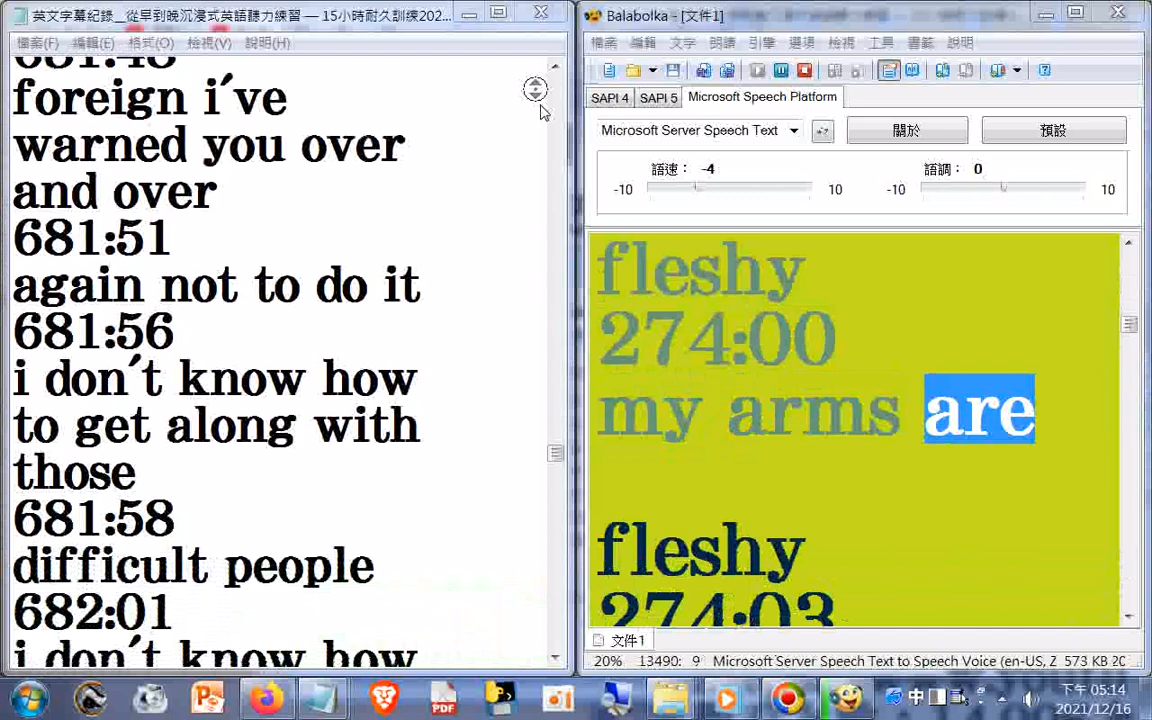 英文字幕紀錄__從早到晚沉浸式英語聽力練習 — 15小時耐久訓練202...
檔案(F) 編輯(E) 格式(O) 檢視(V) 說明(H)
681:48
foreign i´ve
warned you over
and over
681:51
again not to do it
681:56
i don´t know how
to get along with
those
681:58
difficult people
682:01
i don´t know how
Balabolka - [文件1]
檔案 編輯 文字 朗讀 引擎 選項 檢視 工具 書籤 說明
SAPI 4 SAPI 5 Microsoft Speech Platform
Microsoft Server Speech Text 關於 預設
語速： -4 語調： 0
-10 10 -10 10
fleshy
274:00
my arms are
fleshy
274:03
文件1
20% 13490: 9 Microsoft Server Speech Text to Speech Voice (en-US, Z 573 KB 20
PDF
中
下午 05:14
2021/12/16